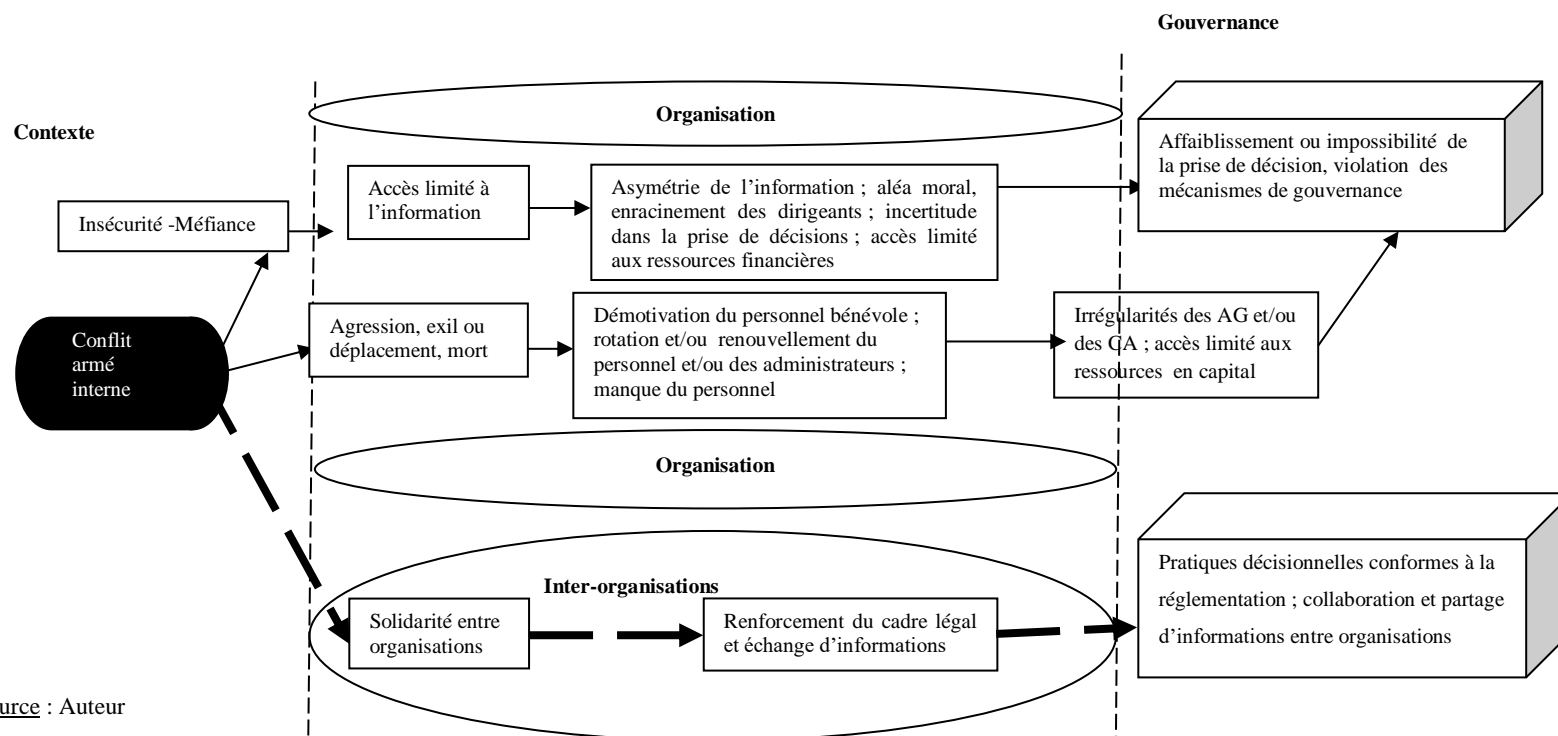 Gouvernance
Organisation
Contexte
Affaiblissement ou impossibilité de
la prise de décision, violation des
mécanismes de gouvernance
Accès limité à
l’information
Asymétrie de l’information ; aléa moral,
enracinement des dirigeants ; incertitude
dans la prise de décisions ; accès limité
aux ressources financières
Insécurité -Méfiance
Agression, exil ou
déplacement, mort
Démotivation du personnel bénévole ;
rotation et/ou renouvellement du
personnel et/ou des administrateurs ;
manque du personnel
Irrégularités des AG et/ou
des CA ; accès limité aux
ressources en capital
Conflit
armé
interne
Organisation
Inter-organisations
Solidarité entre
organisations
Renforcement du cadre légal
et échange d’informations
Pratiques décisionnelles conformes à la
réglementation ; collaboration et partage
d’informations entre organisations
urce : Auteur